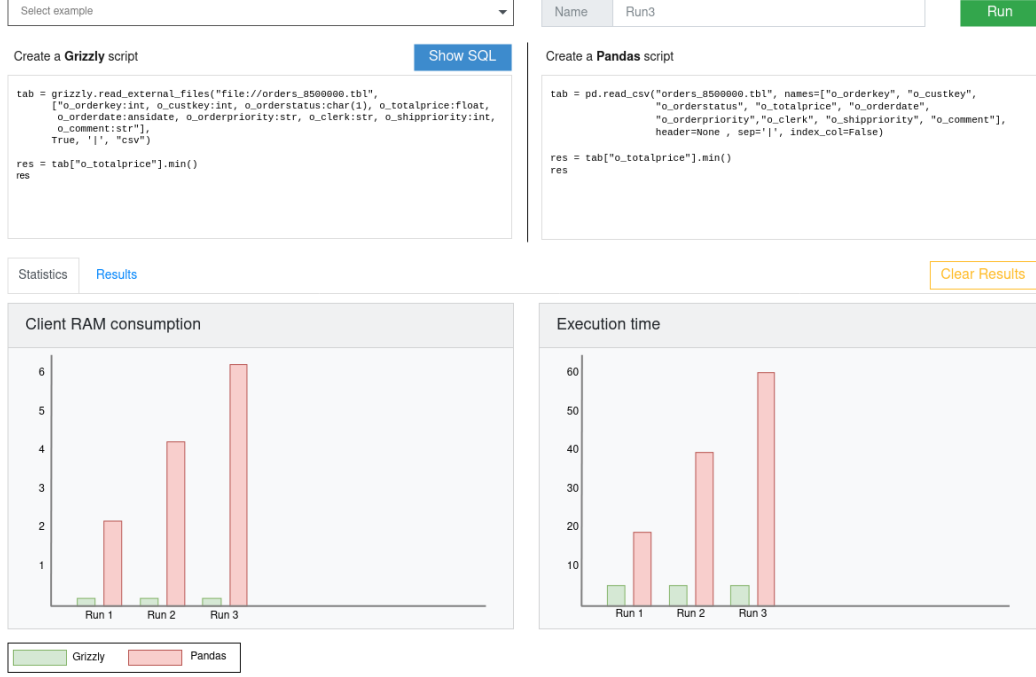 Select example
Name Run3 Run
Create a Grizzly script Show SQL
tab = grizzly.read_external_files("file://orders_8500000.tbl",
["o_orderkey:int, o_custkey:int, o_orderstatus:char(1), o_totalprice:float,
o_orderdate:ansidate, o_orderpriority:str, o_clerk:str, o_shippriority:int,
o_comment:str"],
True, '|', "csv")
res = tab["o_totalprice"].min()
res
Create a Pandas script
tab = pd.read_csv("orders_8500000.tbl", names=["o_orderkey", "o_custkey",
"o_orderstatus", "o_totalprice", "o_orderdate",
"o_orderpriority","o_clerk", "o_shippriority", "o_comment"],
header=None , sep='|', index_col=False)
res = tab["o_totalprice"].min()
res
Statistics Results Clear Results
Client RAM consumption
6
5
4
3
2
1
Run 1 Run 2 Run 3
Execution time
60
50
40
30
20
10
Run 1 Run 2 Run 3
Grizzly Pandas